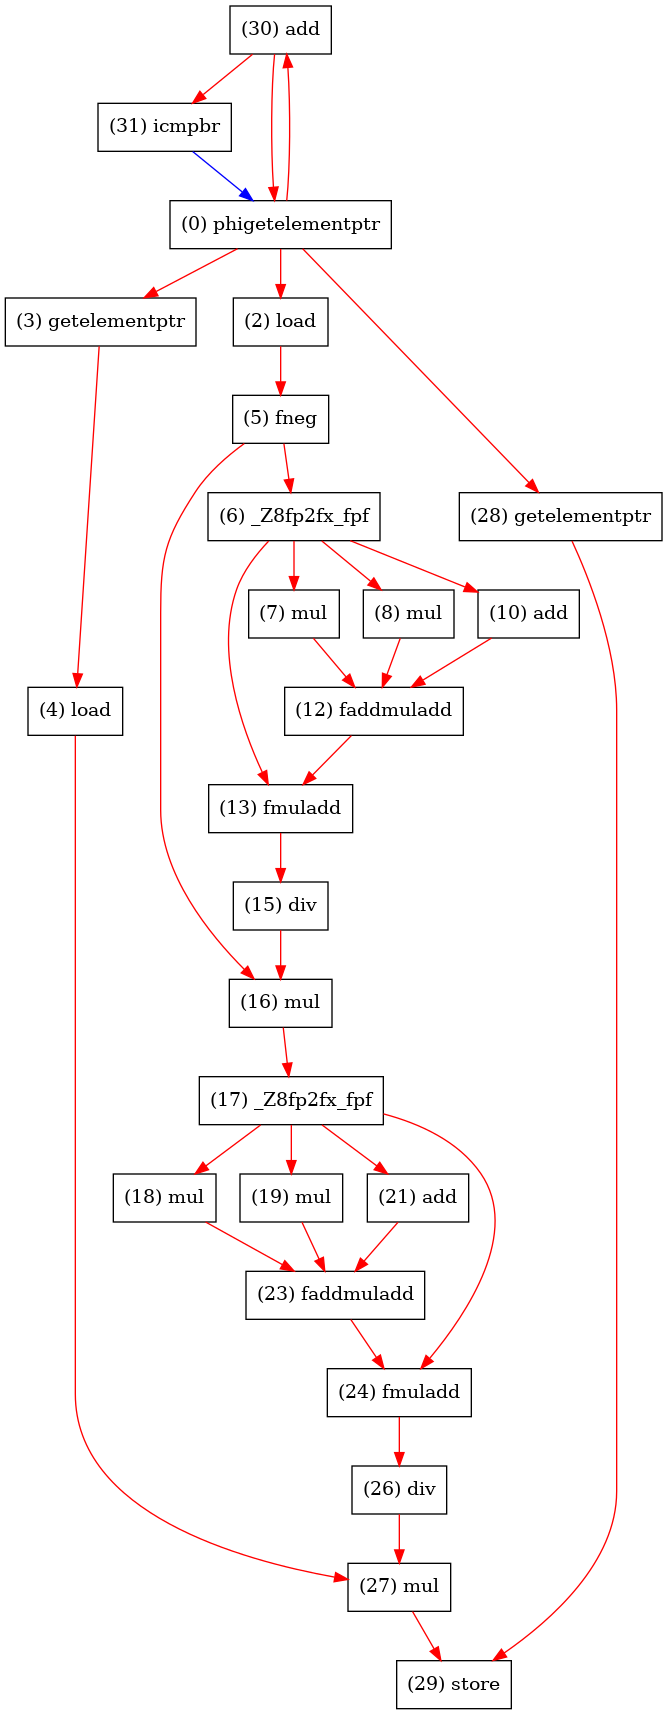 (30) add
(31) icmpbr
(0) phigetelementptr
(3) getelementptr
(2) load
(5) fneg
(6) _Z8fp2fx_fpf
(28) getelementptr
(7) mul
(8) mul
(10) add
(4) load
(12) faddmuladd
(13) fmuladd
(15) div
(16) mul
(17) _Z8fp2fx_fpf
(18) mul
(19) mul
(21) add
(23) faddmuladd
(24) fmuladd
(26) div
(27) mul
(29) store